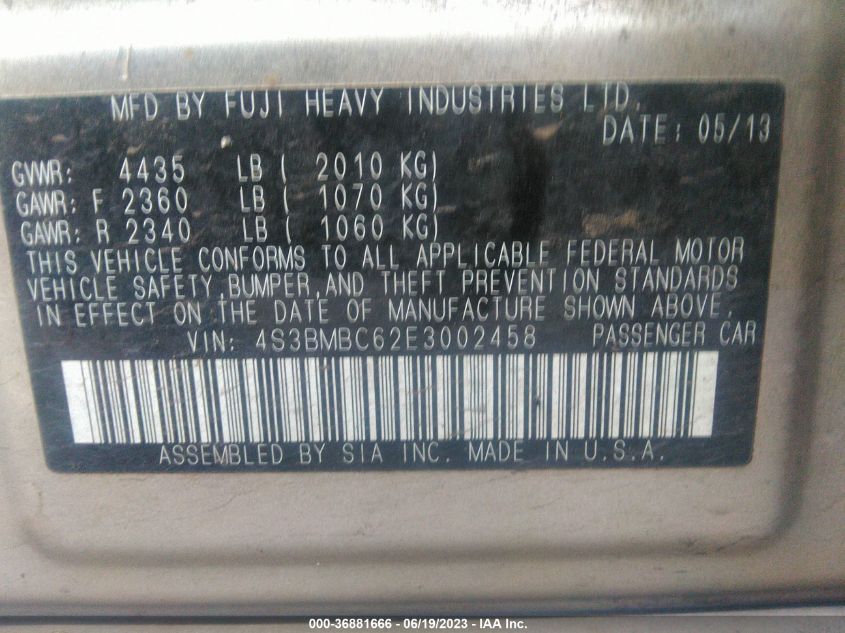 MFD BY FUJI HEAVY INDUSTRIES LTD.
DATE: 05/13
GVWR: 4435 LB ( 2010 KG)
GAWR: F 2360 LB ( 1070 KG)
GAWR: R 2340 LB ( 1060 KG)
THIS VEHICLE CONFORMS TO ALL APPLICABLE FEDERAL MOTOR
VEHICLE SAFETY,BUMPER,AND THEFT PREVENTION STANDARDS
IN EFFECT ON THE DATE OF MANUFACTURE SHOWN ABOVE.
VIN: 4S3BMBC62E3002458 PASSENGER CAR
ASSEMBLED BY SIA INC. MADE IN U.S.A.
000-36881666 - 06/19/2023 - IAA Inc.